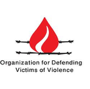 Organization for Defending
Victims of Violence